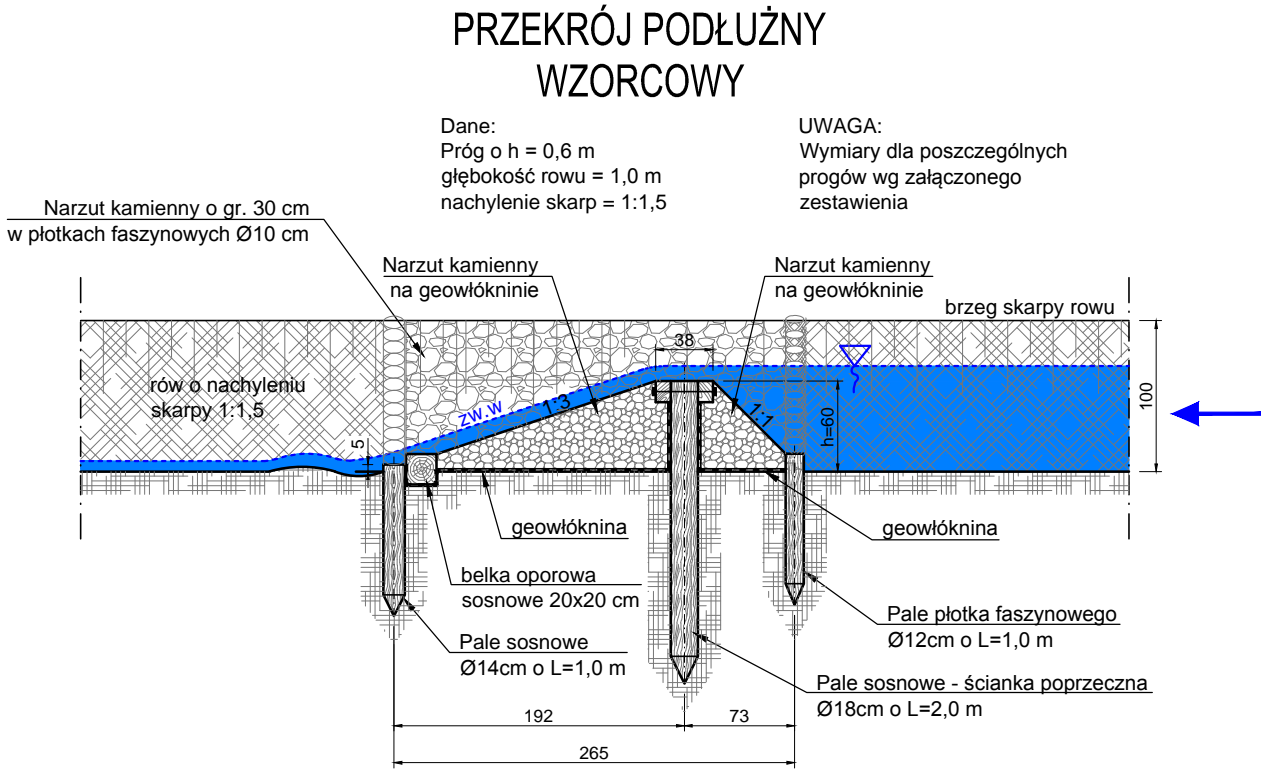 PRZEKRÓJ PODŁUŻNY
WZORCOWY
Dane:
Próg o h = 0,6 m
głębokość rowu = 1,0 m
nachylenie skarp = 1:1,5
UWAGA:
Wymiary dla poszczególnych
progów wg załączonego
zestawienia
Narzut kamienny o gr. 30 cm
w płotkach faszynowych Ø10 cm
Narzut kamienny
na geowłókninie
Narzut kamienny
na geowłókninie
brzeg skarpy rowu
38
rów o nachyleniu
skarpy 1:1,5
zw.w
1:3
1:1
h=60
100
5
geowłóknina
geowłóknina
belka oporowa
sosnowe 20x20 cm
Pale sosnowe
Ø14cm o L=1,0 m
Pale płotka faszynowego
Ø12cm o L=1,0 m
Pale sosnowe - ścianka poprzeczna
Ø18cm o L=2,0 m
192
73
265